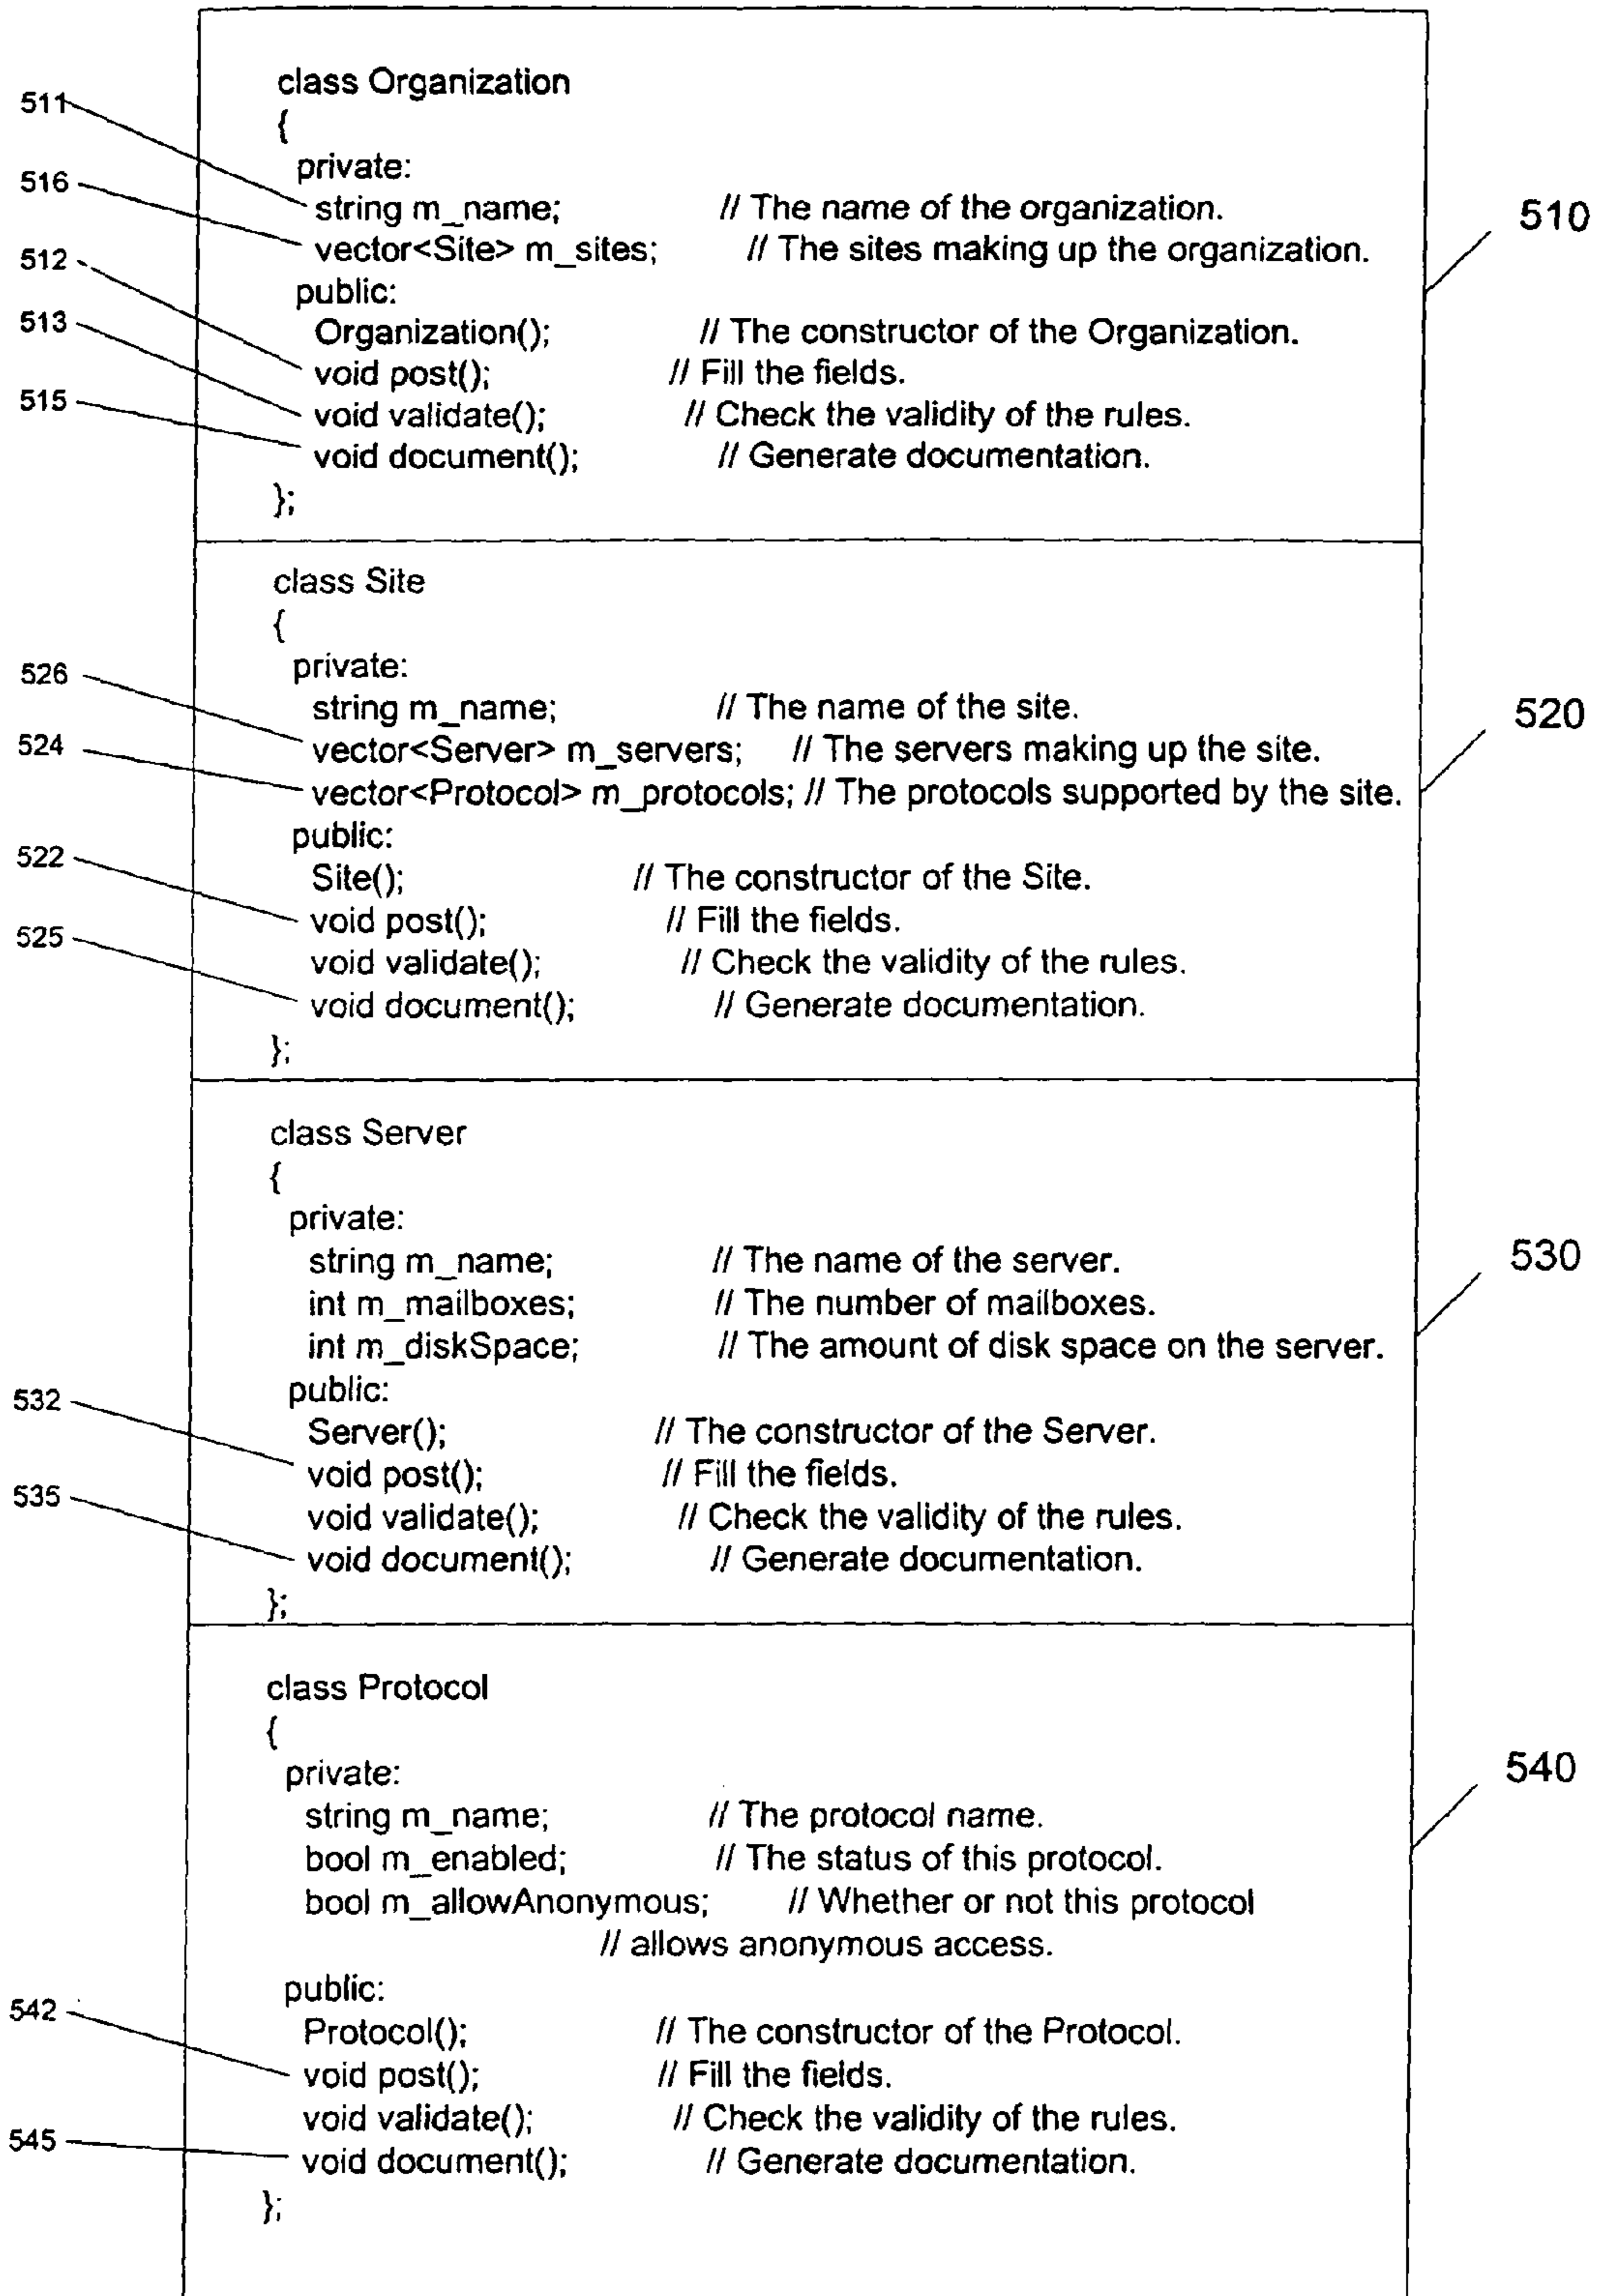 class Organization
511
{
private:
516
string m_name; // The name of the organization.
510
vector<Site> m_sites; // The sites making up the organization.
512
public:
513
Organization(); // The constructor of the Organization.
void post(); // Fill the fields.
515
void validate(); // Check the validity of the rules.
void document(); // Generate documentation.
};
class Site
{
private:
526
string m_name; // The name of the site.
520
524
vector<Server> m_servers; // The servers making up the site.
vector<Protocol> m_protocols; // The protocols supported by the site.
public:
522
Site(); // The constructor of the Site.
void post(); // Fill the fields.
525
void validate(); // Check the validity of the rules.
void document(); // Generate documentation.
};
class Server
{
private:
string m_name; // The name of the server.
530
int m_mailboxes; // The number of mailboxes.
int m_diskSpace; // The amount of disk space on the server.
public:
532
Server(); // The constructor of the Server.
void post(); // Fill the fields.
535
void validate(); // Check the validity of the rules.
void document(); // Generate documentation.
};
class Protocol
{
private:
540
string m_name; // The protocol name.
bool m_enabled; // The status of this protocol.
bool m_allowAnonymous; // Whether or not this protocol
// allows anonymous access.
public:
542
Protocol(); // The constructor of the Protocol.
void post(); // Fill the fields.
void validate(); // Check the validity of the rules.
545
void document(); // Generate documentation.
};